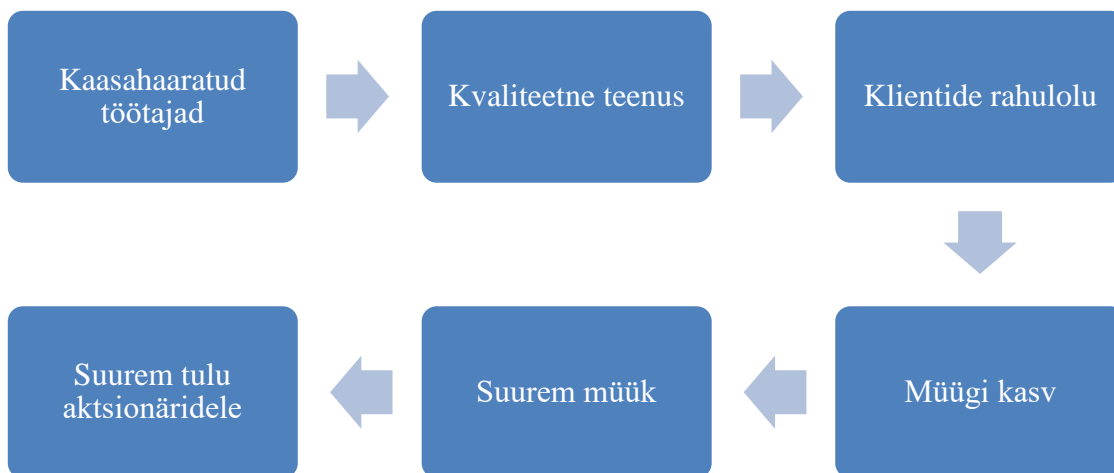 Kaasahaaratud
töötajad
Kvaliteetne teenus
Klientide rahulolu
Müügi kasv
Suurem müük
Suurem tulu
aktsionäridele